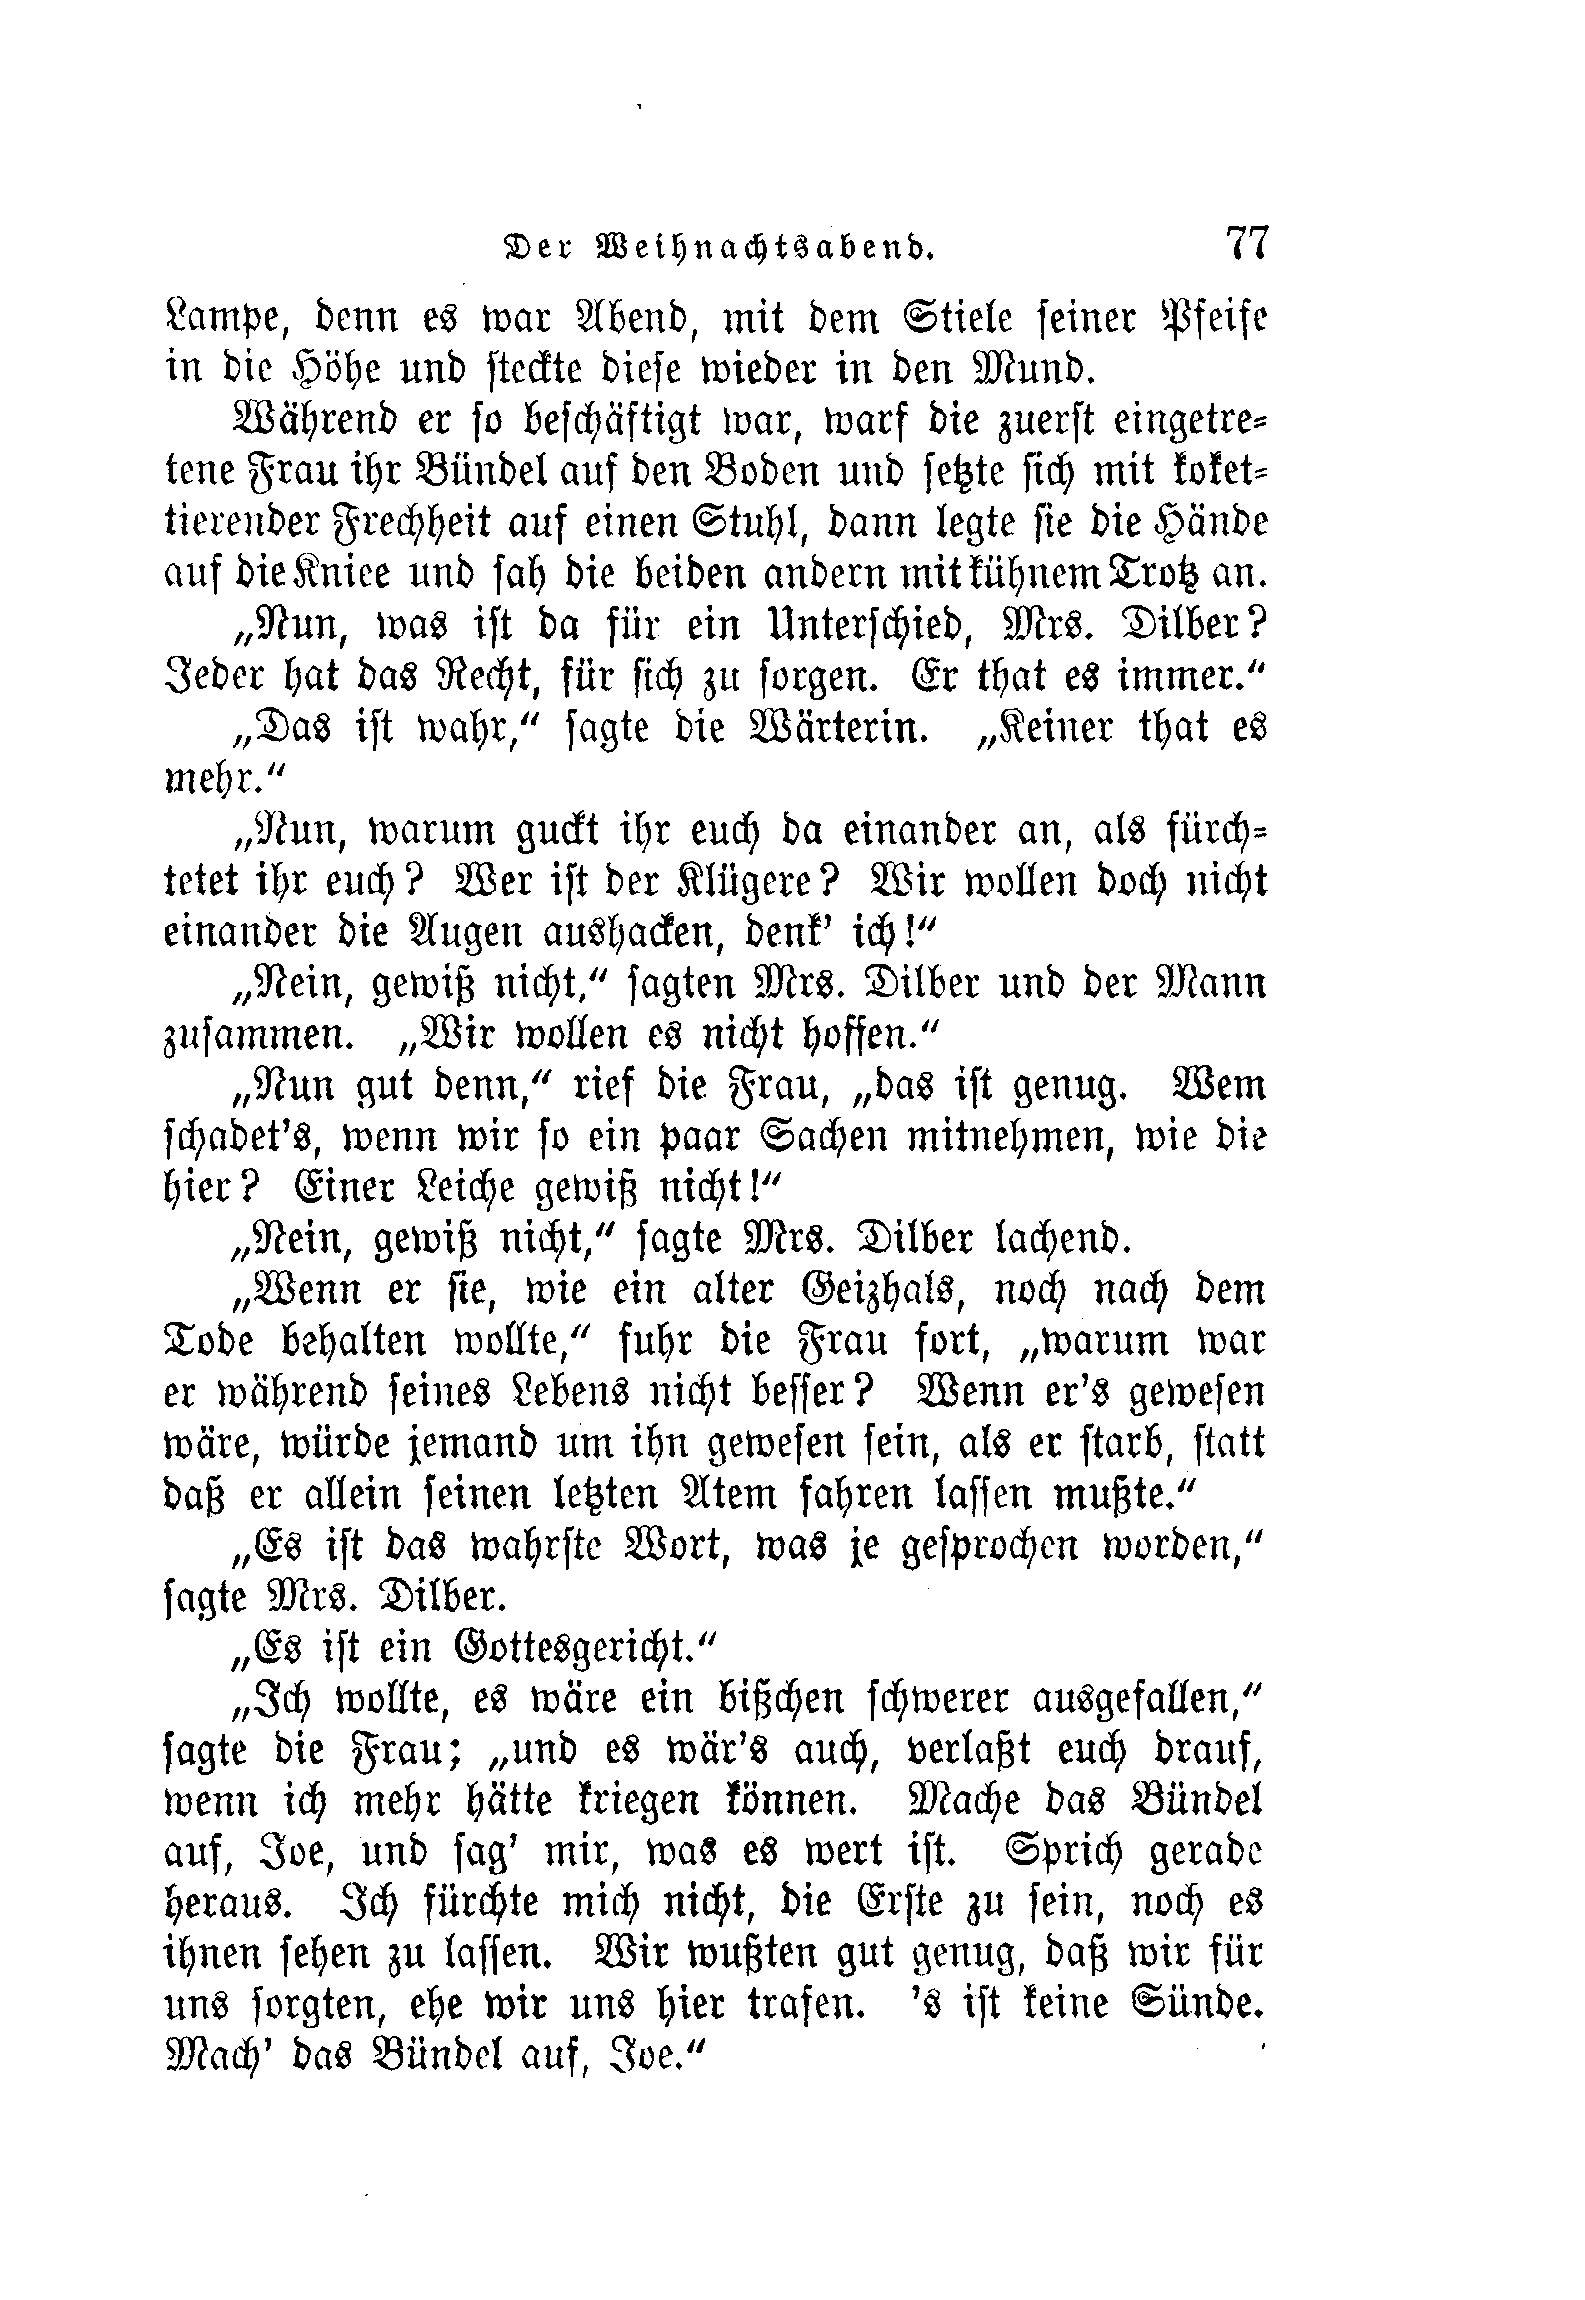 Der Weihnachtsabend. 77
Lampe, denn es war Abend, mit dem Stiele seiner Pfeife
in die Höhe und steckte diese wieder in den Mund.
Während er so beschäftigt war, warf die zuerst eingetre-
tene Frau ihr Bündel auf den Boden und setzte sich mit koket-
tierender Frechheit auf einen Stuhl, dann legte sie die Hände
auf die Kniee und sah die beiden andern mit kühnem Trotz an.
„Nun, was ist da für ein Unterschied, Mrs. Dilber?
Jeder hat das Recht, für sich zu sorgen. Er that es immer.“
„Das ist wahr,“ sagte die Wärterin. „Keiner that es
mehr.“
„Nun, warum guckt ihr euch da einander an, als fürch-
tetet ihr euch? Wer ist der Klügere? Wir wollen doch nicht
einander die Augen aushacken, denk’ ich!“
„Nein, gewiß nicht,“ sagten Mrs. Dilber und der Mann
zusammen. „Wir wollen es nicht hoffen.“
„Nun gut denn,“ rief die Frau, „das ist genug. Wem
schadet’s, wenn wir so ein paar Sachen mitnehmen, wie die
hier? Einer Leiche gewiß nicht!“
„Nein, gewiß nicht,“ sagte Mrs. Dilber lachend.
„Wenn er sie, wie ein alter Geizhals, noch nach dem
Tode behalten wollte,“ fuhr die Frau fort, „warum war
er während seines Lebens nicht besser? Wenn er’s gewesen
wäre, würde jemand um ihn gewesen sein, als er starb, statt
daß er allein seinen letzten Atem fahren lassen mußte.“
„Es ist das wahrste Wort, was je gesprochen worden,“
sagte Mrs. Dilber.
„Es ist ein Gottesgericht.“
„Ich wollte, es wäre ein bißchen schwerer ausgefallen,“
sagte die Frau; „und es wär’s auch, verlaßt euch drauf,
wenn ich mehr hätte kriegen können. Mache das Bündel
auf, Joe, und sag’ mir, was es wert ist. Sprich gerade
heraus. Ich fürchte mich nicht, die Erste zu sein, noch es
ihnen sehen zu lassen. Wir wußten gut genug, daß wir für
uns sorgten, ehe wir uns hier trafen. ’s ist keine Sünde.
Mach’ das Bündel auf, Joe.“